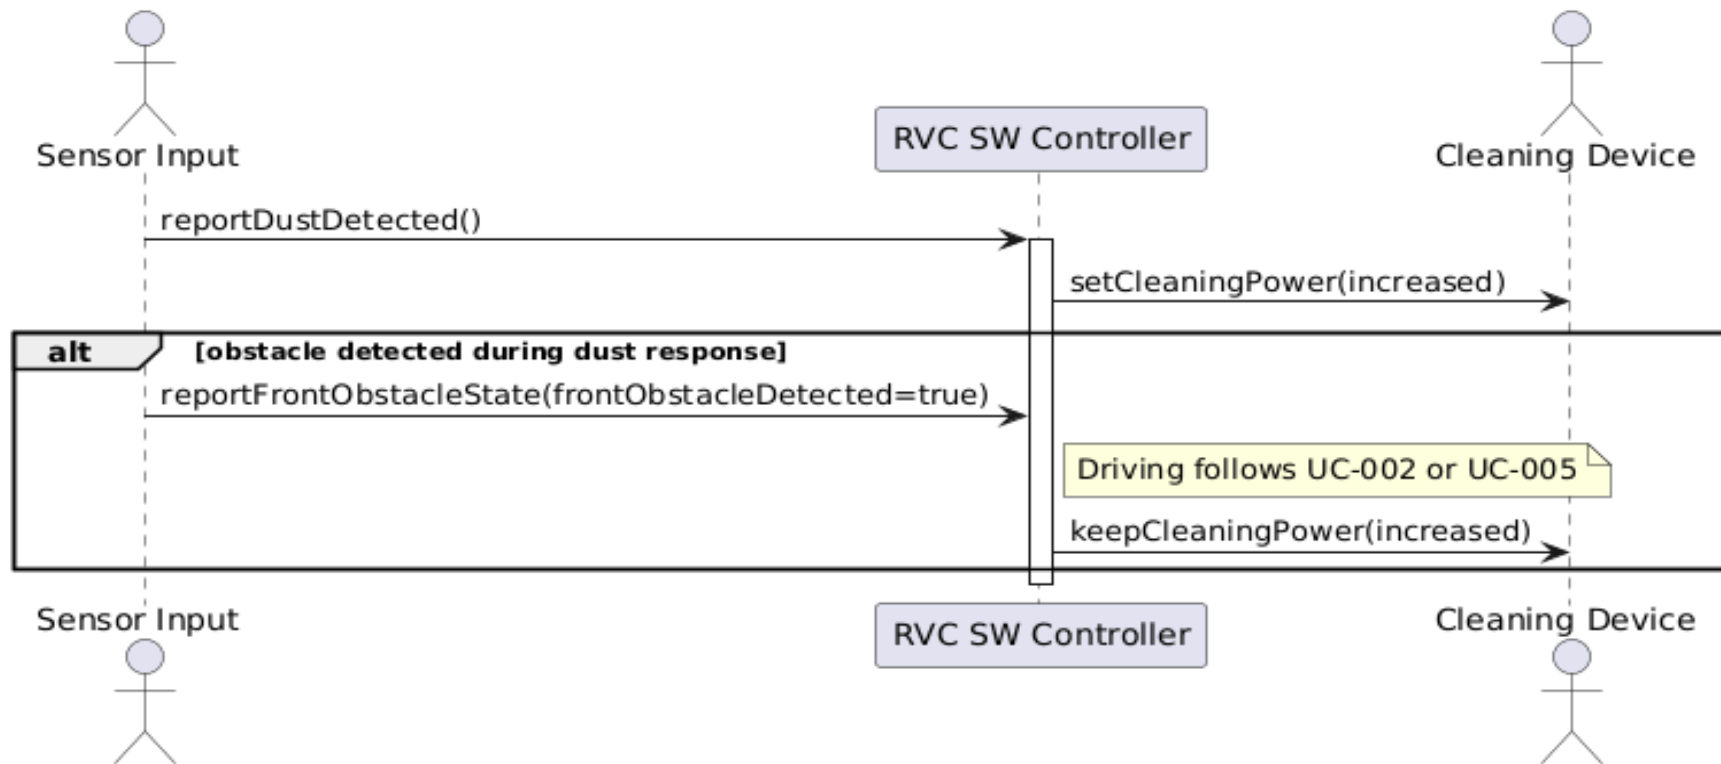 Sensor Input
RVC SW Controller
Cleaning Device
reportDustDetected()
setCleaningPower(increased)
alt
[obstacle detected during dust response]
reportFrontObstacleState(frontObstacleDetected=true)
Driving follows UC-002 or UC-005
keepCleaningPower(increased)
Sensor Input
RVC SW Controller
Cleaning Device